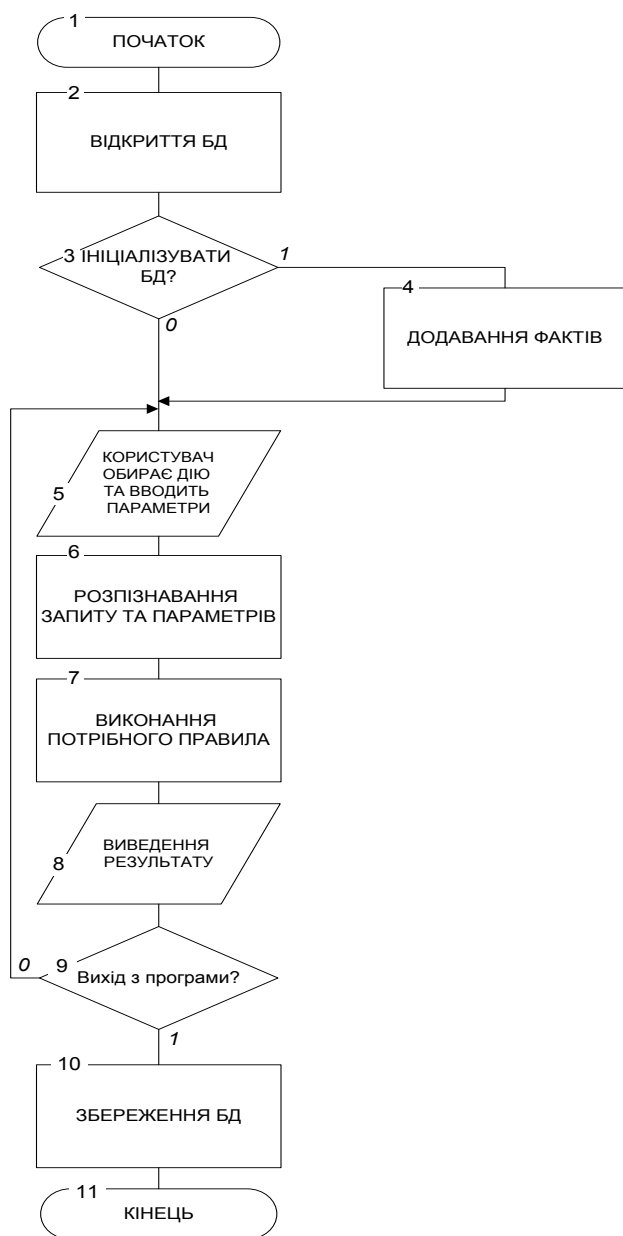 1
ПОЧАТОК
2
ВІДКРИТТЯ БД
3 ІНІЦІАЛІЗУВАТИ
БД?
1
0
4
ДОДАВАННЯ ФАКТІВ
КОРИСТУВАЧ
ОБИРАЄ ДІЮ
5 ТА ВВОДИТЬ
ПАРАМЕТРИ
6
РОЗПІЗНАВАННЯ
ЗАПИТУ ТА ПАРАМЕТРІВ
7
ВИКОНАННЯ
ПОТРІБНОГО ПРАВИЛА
ВИВЕДЕННЯ
8 РЕЗУЛЬТАТУ
0
9
Вихід з програми?
1
10
ЗБЕРЕЖЕННЯ БД
11
КІНЕЦЬ